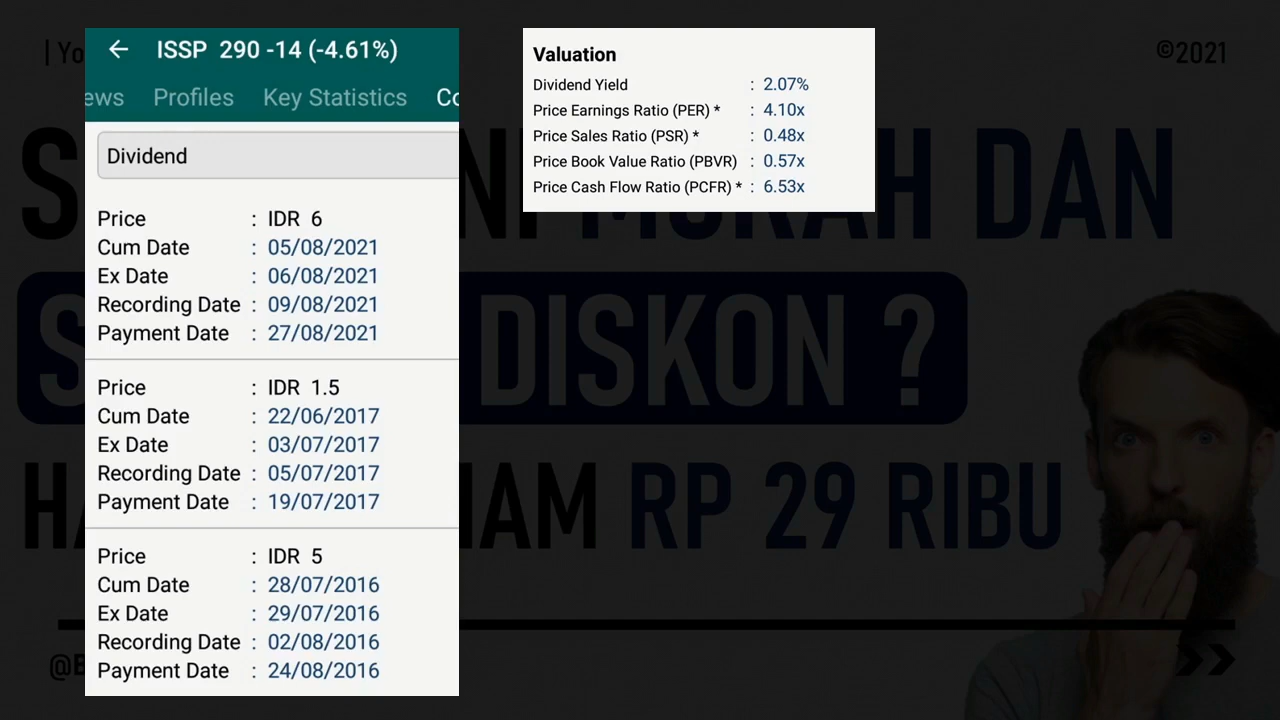 ISSP 290 -14 (-4.61%)
ews Profiles Key Statistics Co
Dividend
Price : IDR 6
Cum Date : 05/08/2021
Ex Date : 06/08/2021
Recording Date : 09/08/2021
Payment Date : 27/08/2021
Price : IDR 1.5
Cum Date : 22/06/2017
Ex Date : 03/07/2017
Recording Date : 05/07/2017
Payment Date : 19/07/2017
Price : IDR 5
Cum Date : 28/07/2016
Ex Date : 29/07/2016
Recording Date : 02/08/2016
Payment Date : 24/08/2016
Valuation
Dividend Yield : 2.07%
Price Earnings Ratio (PER) * : 4.10x
Price Sales Ratio (PSR) * : 0.48x
Price Book Value Ratio (PBVR) : 0.57x
Price Cash Flow Ratio (PCFR) * : 6.53x
| Yo
©2021
DAN
DISKON ?
RP 29 RIBU